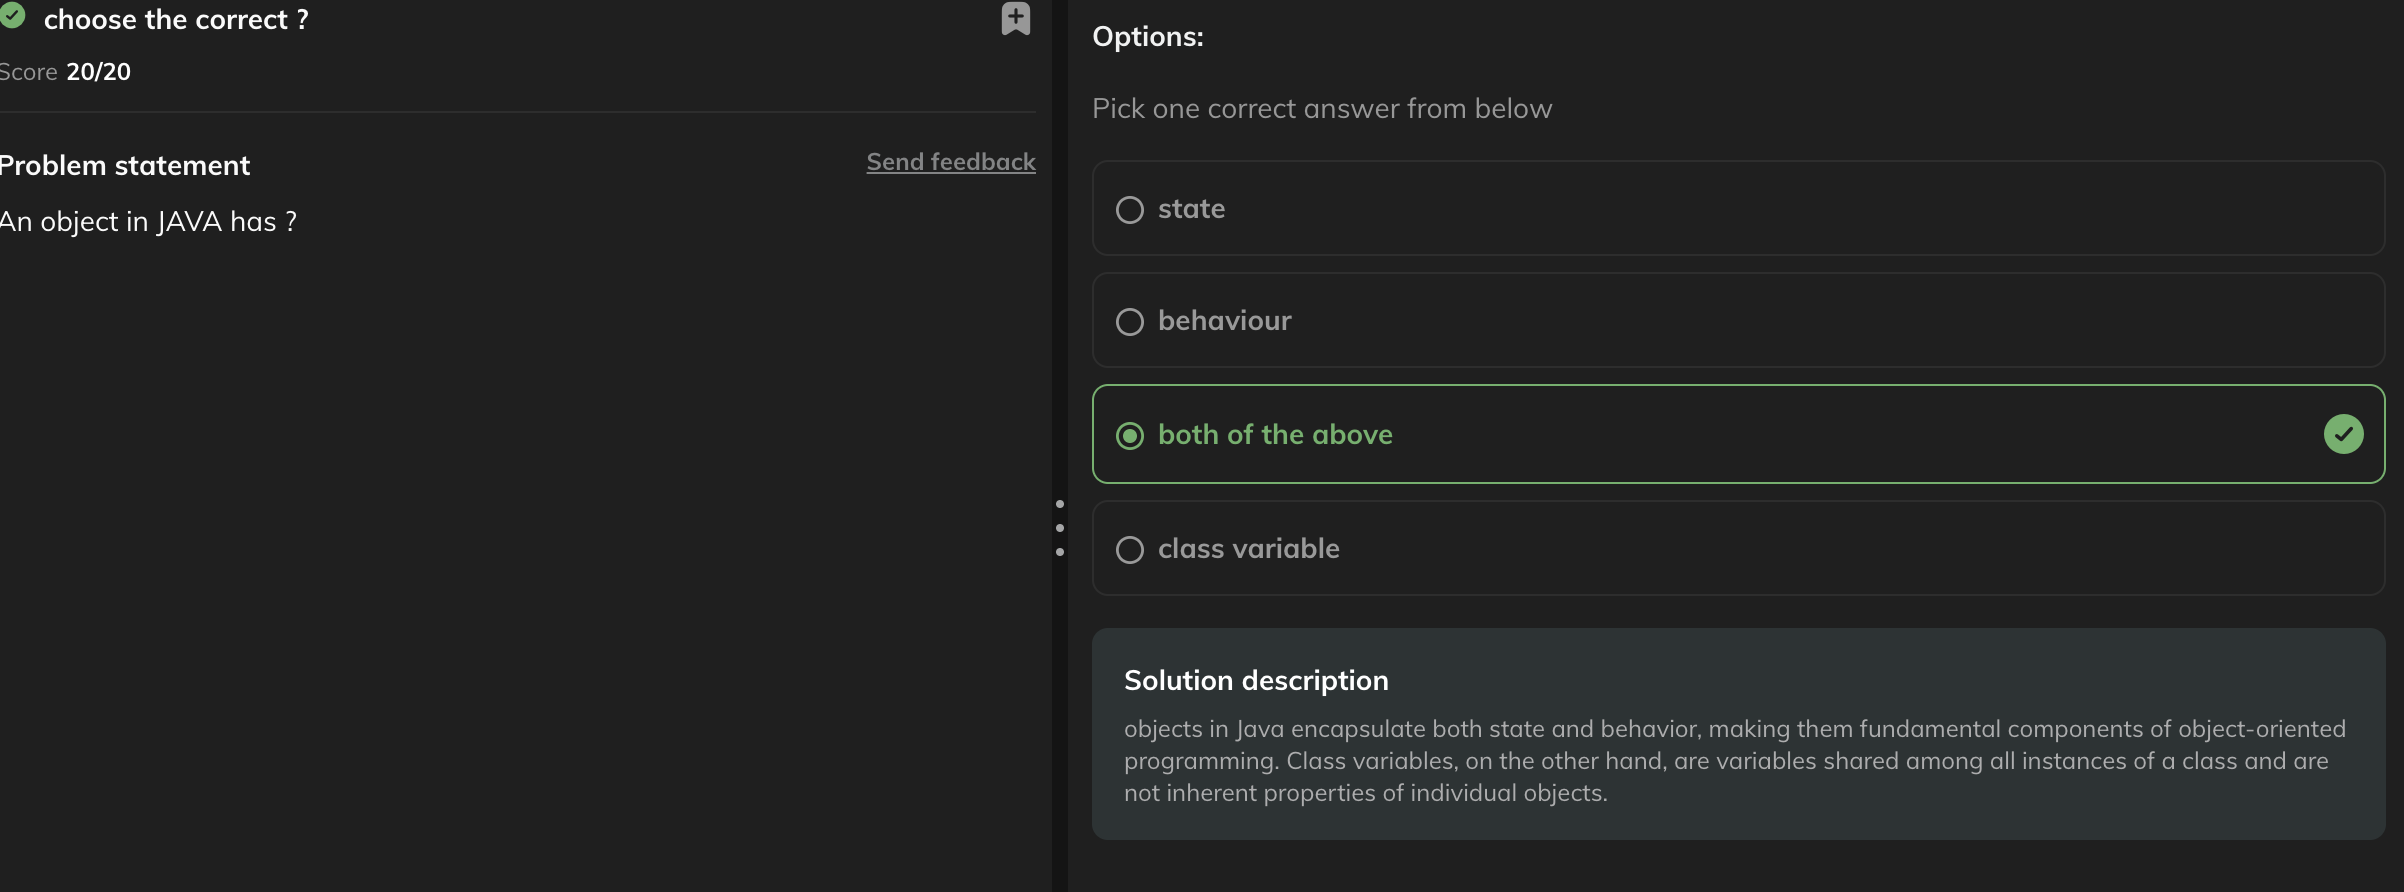 choose the correct ?
Score 20/20
Problem statement
Send feedback
An object in JAVA has ?
Options:
Pick one correct answer from below
state
behaviour
both of the above
class variable
Solution description
objects in Java encapsulate both state and behavior, making them fundamental components of object-oriented
programming. Class variables, on the other hand, are variables shared among all instances of a class and are
not inherent properties of individual objects.